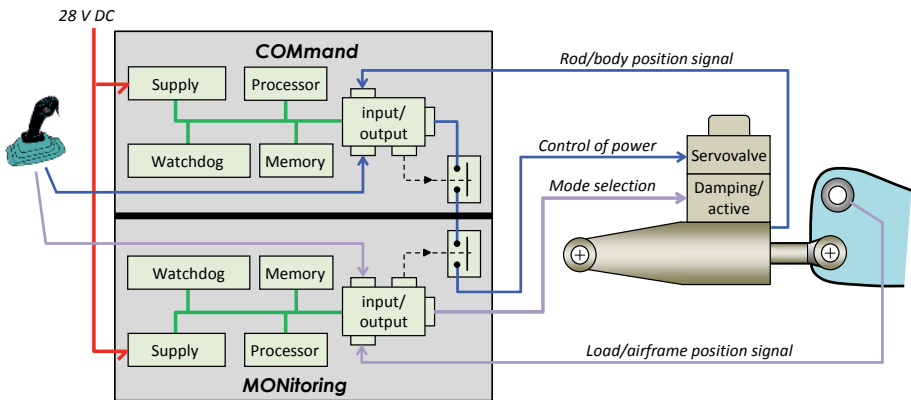 28 V DC
COMmand
Supply
Processor
input/
output
Watchdog
Memory
Rod/body position signal
Control of power
Servovalve
Mode selection
Damping/
active
Watchdog
Memory
input/
output
Supply
Processor
Load/airframe position signal
MONitoring